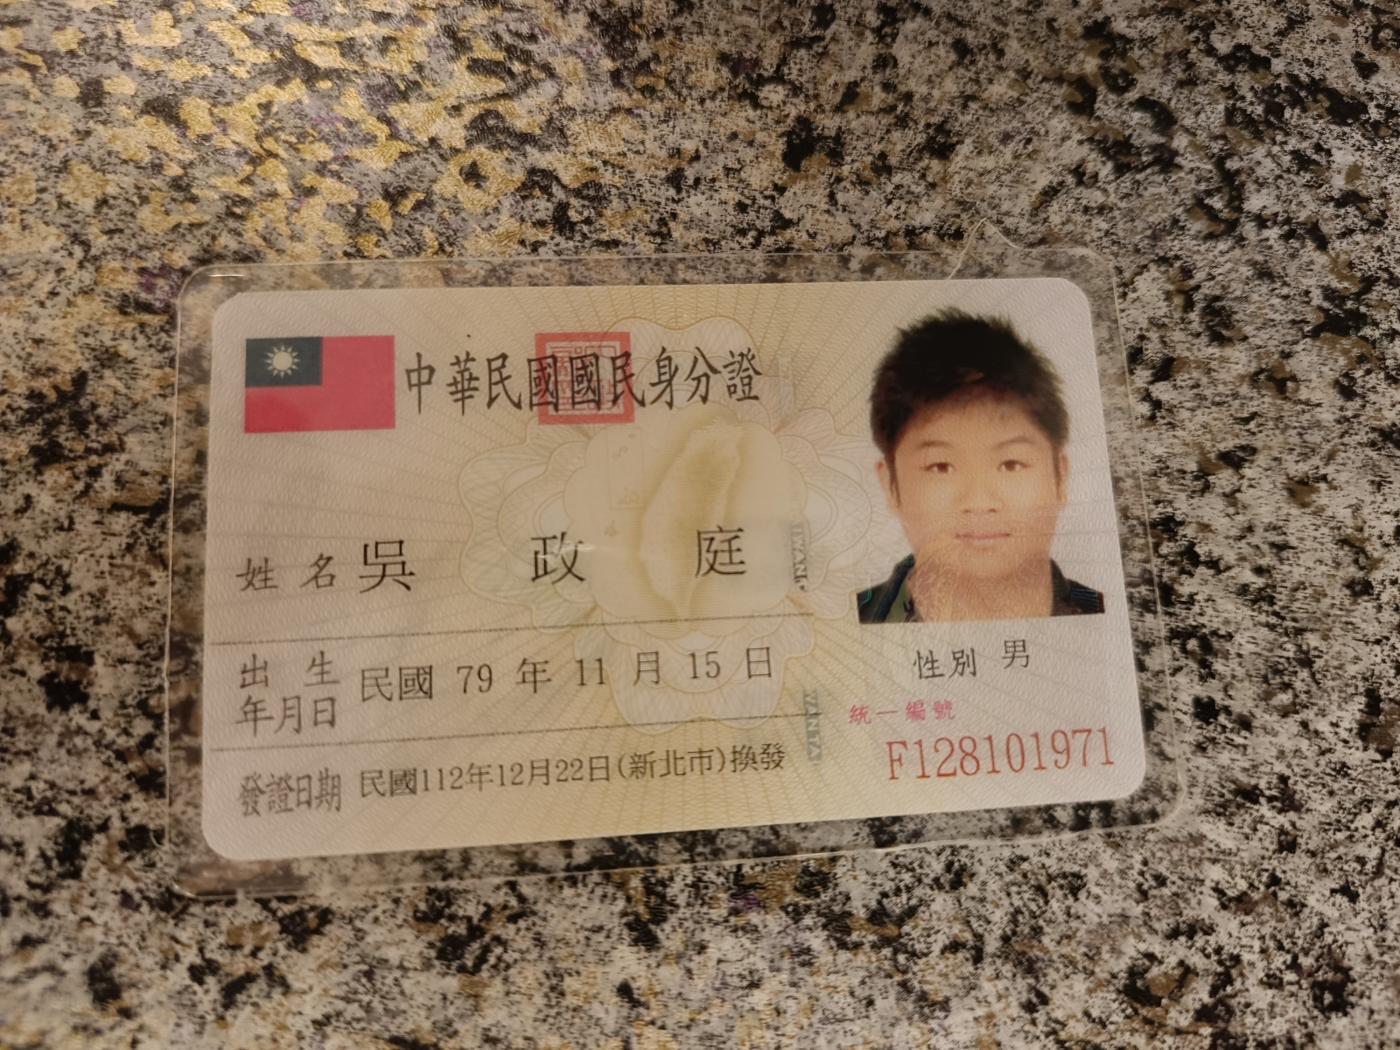 中華民國國民身分證
姓名 吳政庭
出生年月日 民國 79 年 11 月 15 日
性別 男
統一編號
F128101971
發證日期 民國112年12月22日(新北市)換發